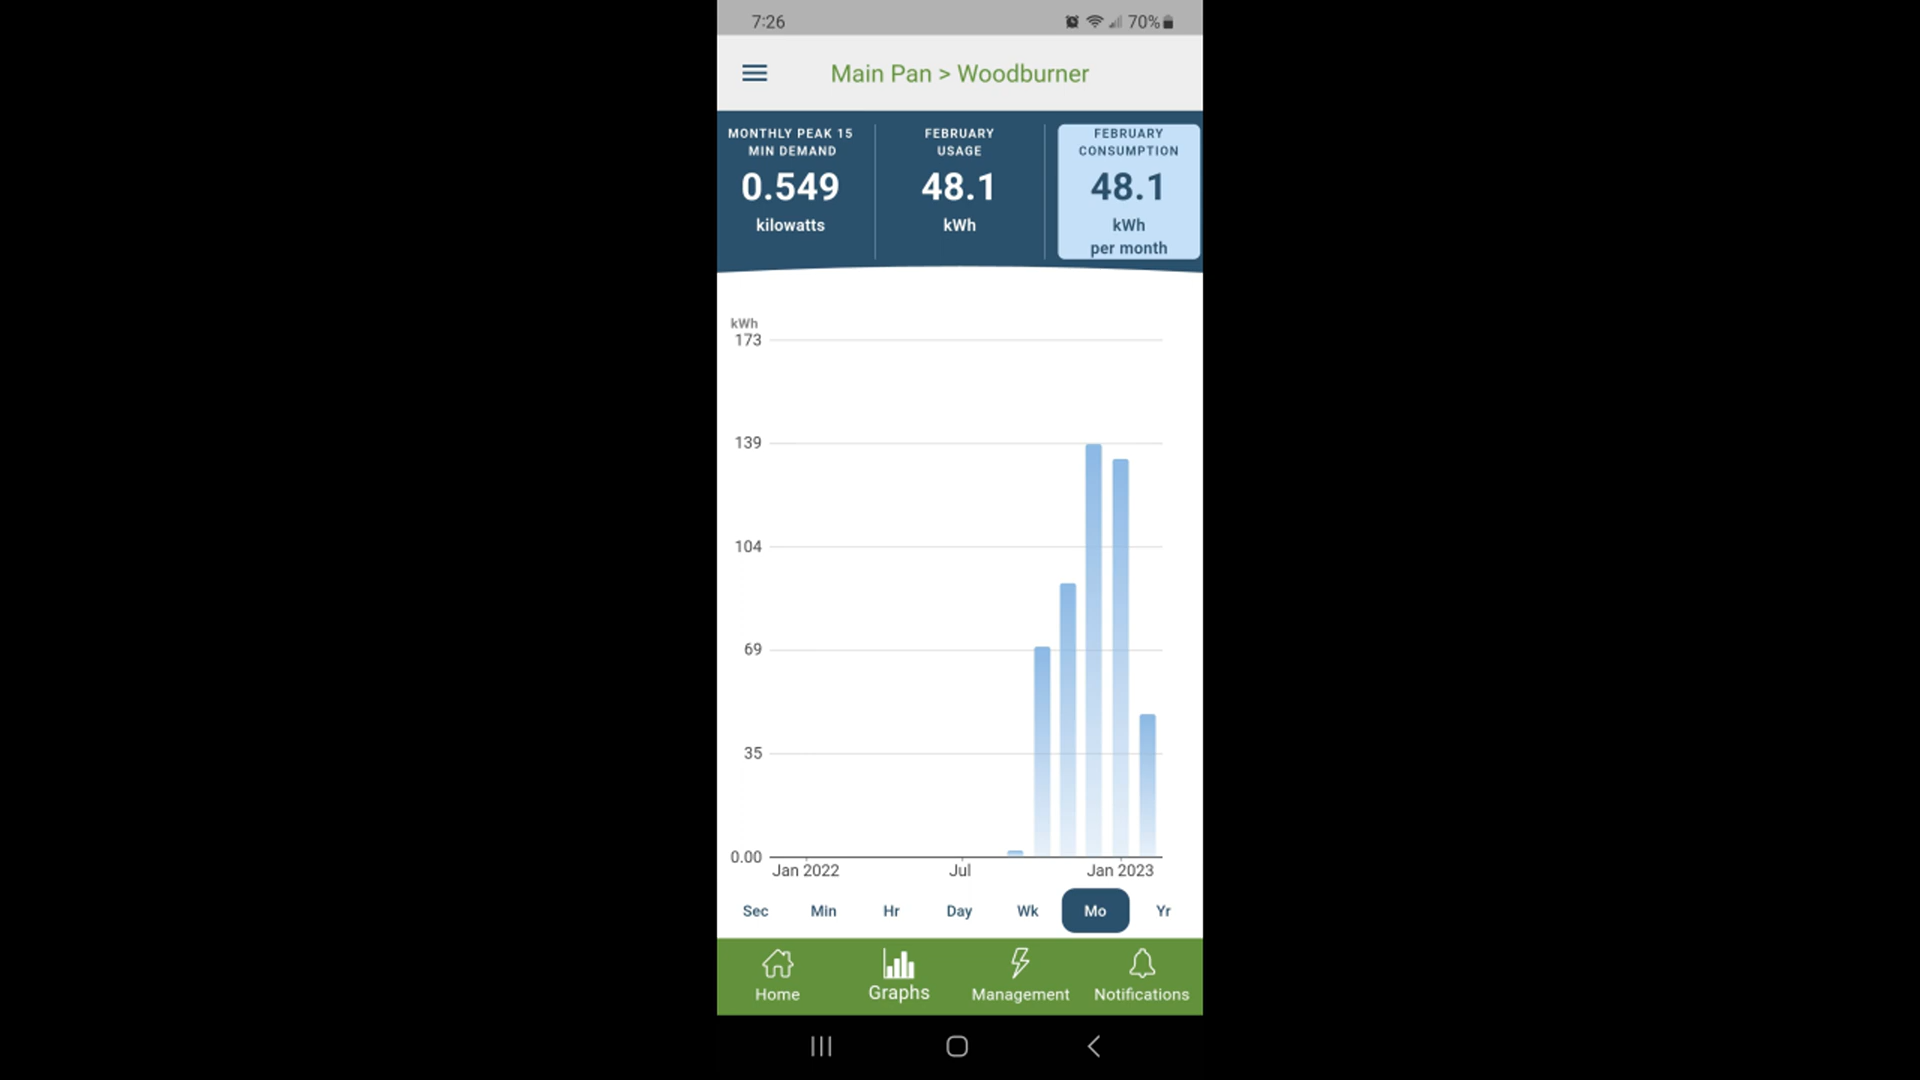 7:26
70%
Main Pan > Woodburner
MONTHLY PEAK 15
MIN DEMAND
0.549
kilowatts
FEBRUARY
USAGE
48.1
kWh
FEBRUARY
CONSUMPTION
48.1
kWh
per month
kWh
173
139
104
69
35
0.00
Jan 2022 Jul Jan 2023
Sec Min Hr Day Wk Mo Yr
Home Graphs Management Notifications